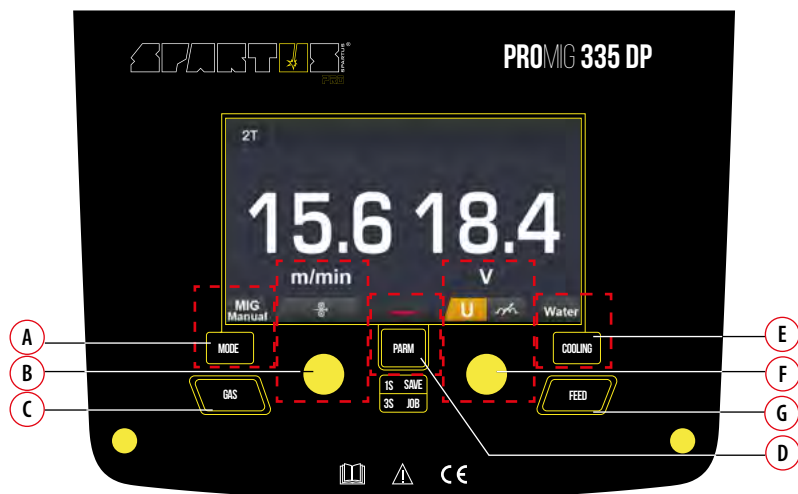 SPARTUS®
SPARTUS
PRO
PROMIG 335 DP
2T
15.6 18.4
m/min V
MIG
Manual
U
Water
A
MODE
PARM
COOLING
E
B
F
C
GAS
1S SAVE
3S JOB
FEED
G
D
CE